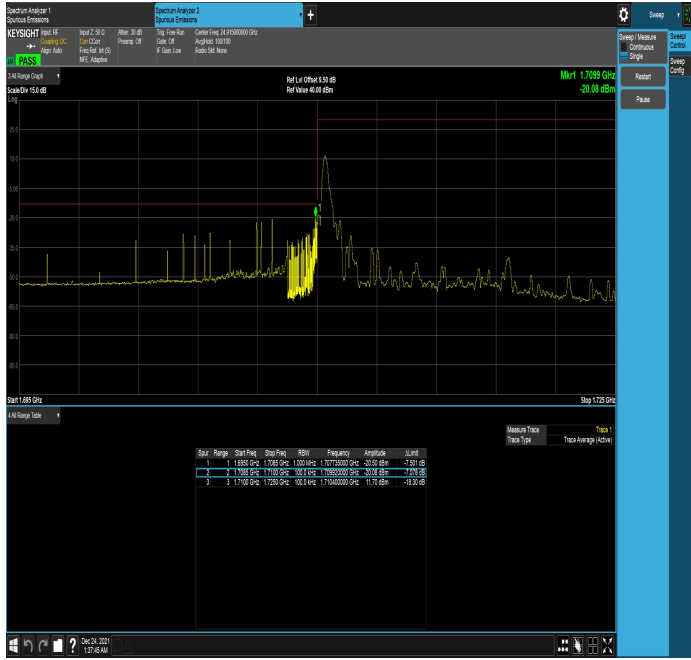 Spectrum Analyzer 1
Spurious Emissions
Spectrum Analyzer 2
Spurious Emissions
Sweep
KEYSIGHT
Input: RF
Coupling: DC
Align: Auto
Input Z: 50 Ω
Corr CCorr
Freq Ref: Int (S)
NFE: Adaptive
Atten: 30 dB
Preamp: Off
Trig: Free Run
Gate: Off
IF Gain: Low
Center Freq: 24.915000000 GHz
Avg|Hold: 100/100
Radio Std: None
PASS
Sweep / Measure
Continuous
Single
Restart
Pause
Sweep/
Control
Sweep
Config
3 All Range Graph
Scale/Div 15.0 dB
Ref Lvl Offset 9.50 dB
Ref Value 40.00 dBm
Mkr1 1.7099 GHz
-20.08 dBm
Log
25.0
10.0
-5.00
-20.0
-35.0
-50.0
-65.0
-80.0
-95.0
1
Start 1.695 GHz
Stop 1.725 GHz
4 All Range Table
Measure Trace Trace 1
Trace Type Trace Average (Active)
Spur Range Start Freq Stop Freq RBW Frequency Amplitude ΔLimit
1 1 1.6950 GHz 1.7085 GHz 1.000 MHz 1.707735000 GHz -20.50 dBm -7.501 dB
2 2 1.7085 GHz 1.7100 GHz 100.0 kHz 1.709920000 GHz -20.08 dBm -7.078 dB
3 3 1.7100 GHz 1.7250 GHz 100.0 kHz 1.710400000 GHz 11.70 dBm -18.30 dB
Dec 24, 2021
1:37:45 AM